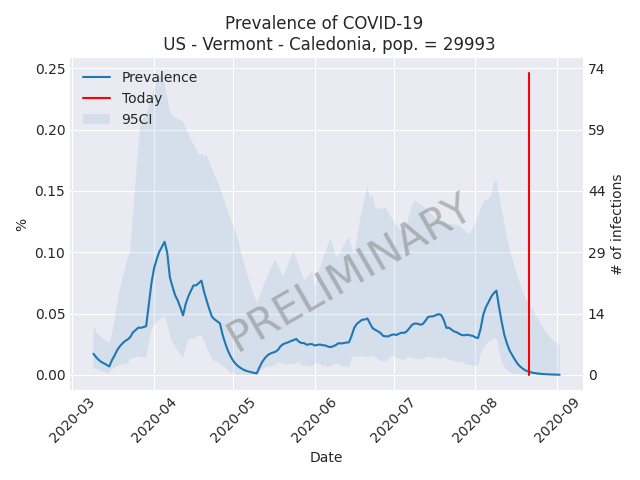 Prevalence of COVID-19
US - Vermont - Caledonia, pop. = 29993
Prevalence
Today
95CI
PRELIMINARY
%
0.25
0.20
0.15
0.10
0.05
0.00
74
59
44
29
14
0
# of infections
2020-03
2020-04
2020-05
2020-06
2020-07
2020-08
2020-09
Date